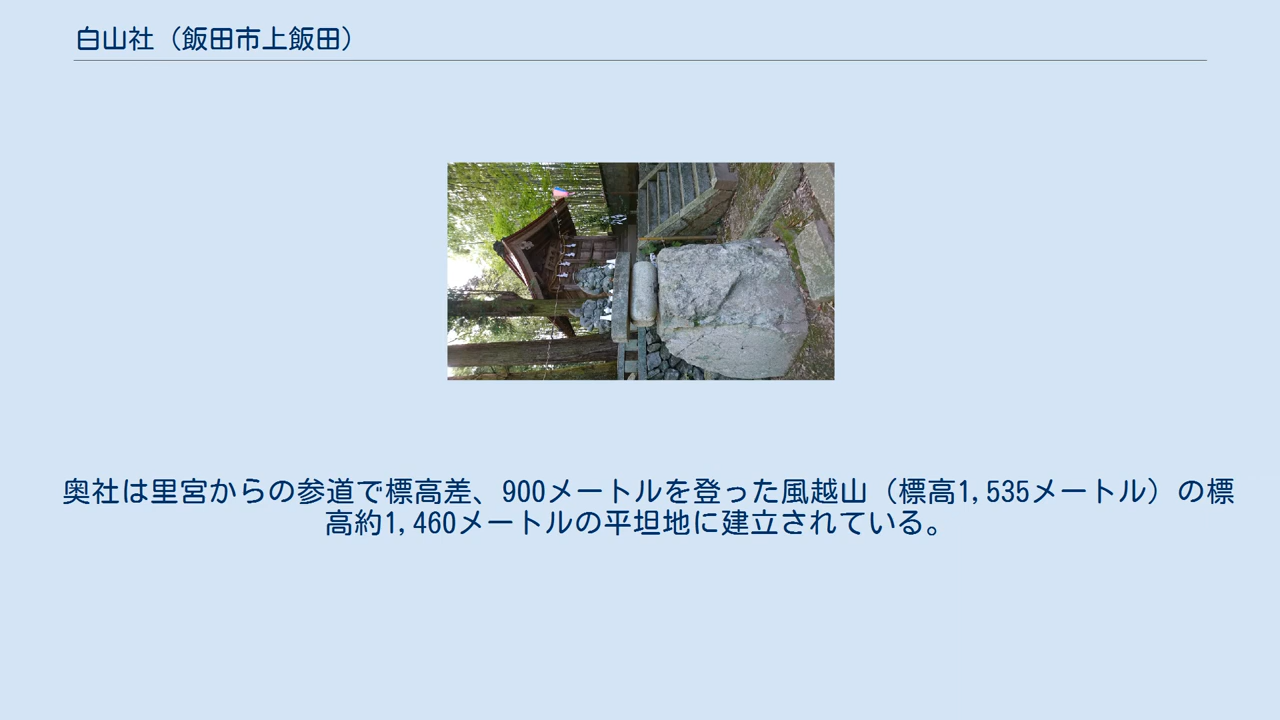 白山社（飯田市上飯田）
奥社は里宮からの参道で標高差、900メートルを登った風越山（標高1,535メートル）の標
高約1,460メートルの平坦地に建立されている。